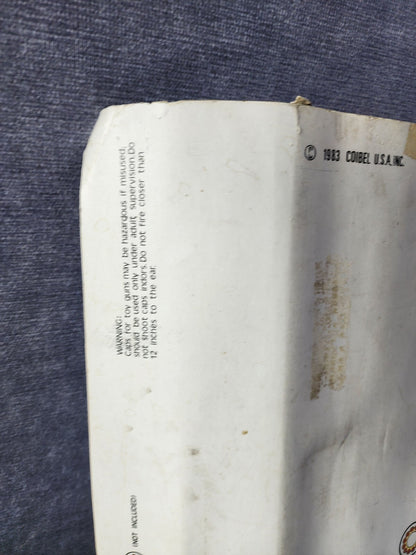 © 1983 COIBEL U.S.A. INC.
WARNING:
caps for toy guns may be hazardous if misused;
should be used only under adult supervision.Do
not shoot caps indors.Do not fire closer than
12 inches to the ear.
(NOT INCLUDED)